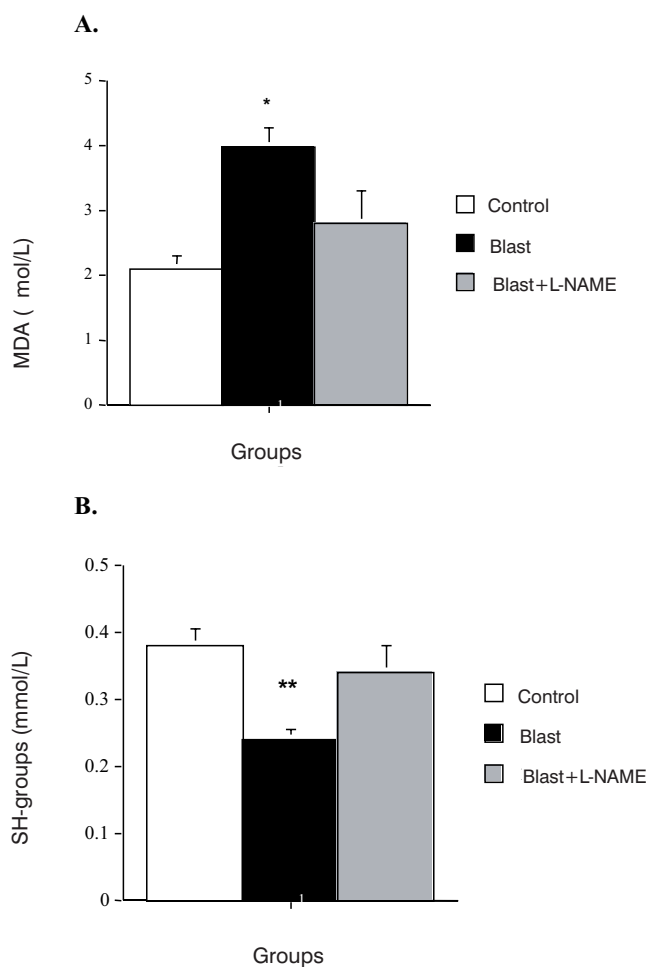 A.
5
4
3
2
1
0
MDA ( mol/L)
*
Control
Blast
Blast+L-NAME
Groups
B.
0.5
0.4
0.3
0.2
0.1
0
SH-groups (mmol/L)
**
Control
Blast
Blast+L-NAME
Groups